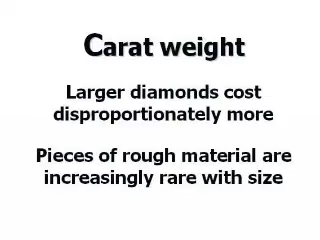 Carat weight
Larger diamonds cost
disproportionately more
Pieces of rough material are
increasingly rare with size